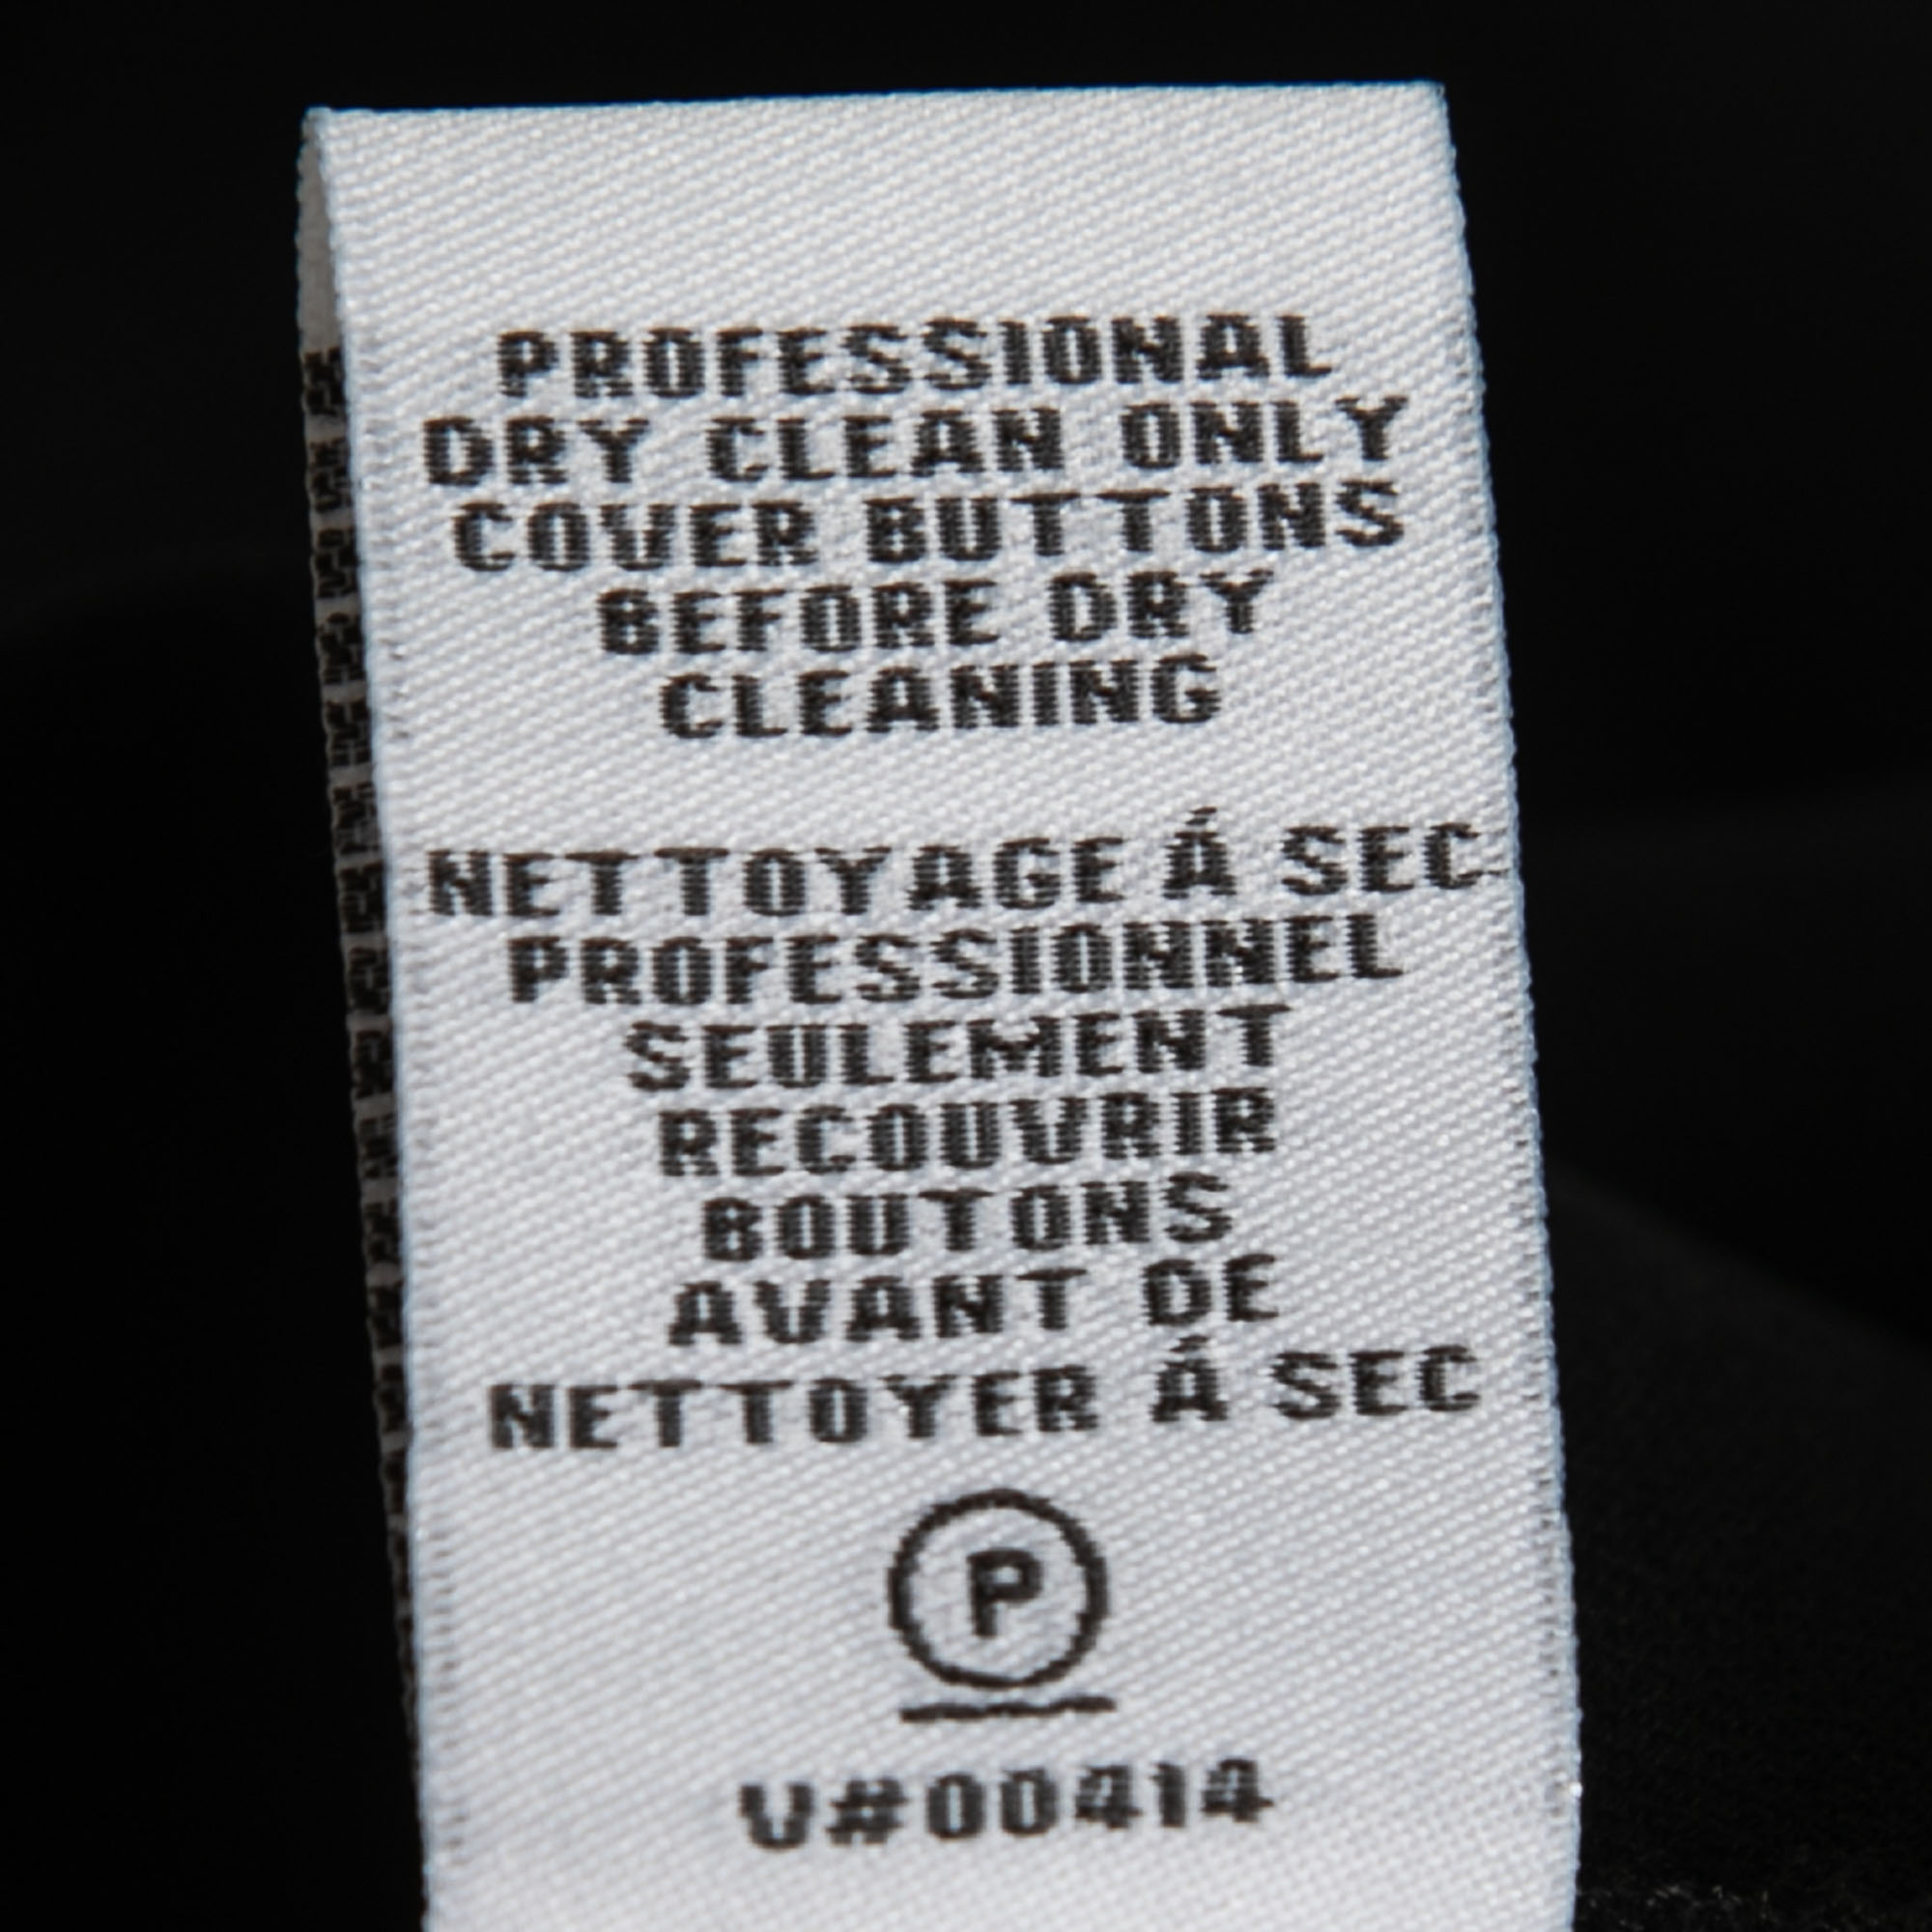 PROFESSIONAL
DRY CLEAN ONLY
COVER BUTTONS
BEFORE DRY
CLEANING
NETTOYAGE Á SEC
PROFESSIONNEL
SEULEMENT
RECOUVRIR
BOUTONS
AVANT DE
NETTOYER Á SEC
P
V#00414